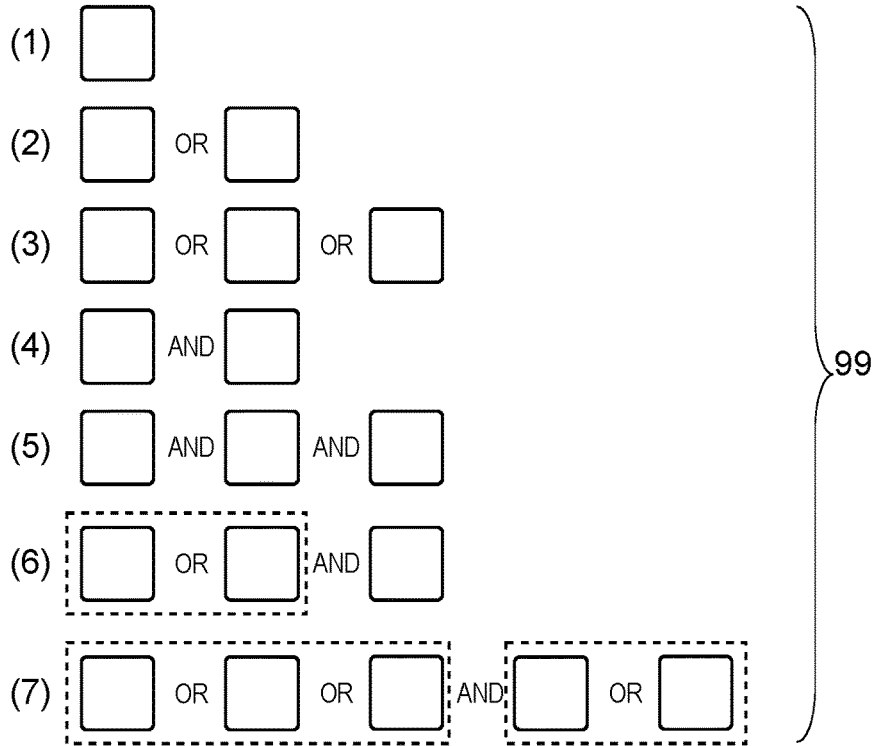 (1)
(2) OR
(3) OR OR
(4) AND
99
(5) AND AND
(6) OR AND
(7) OR OR AND OR